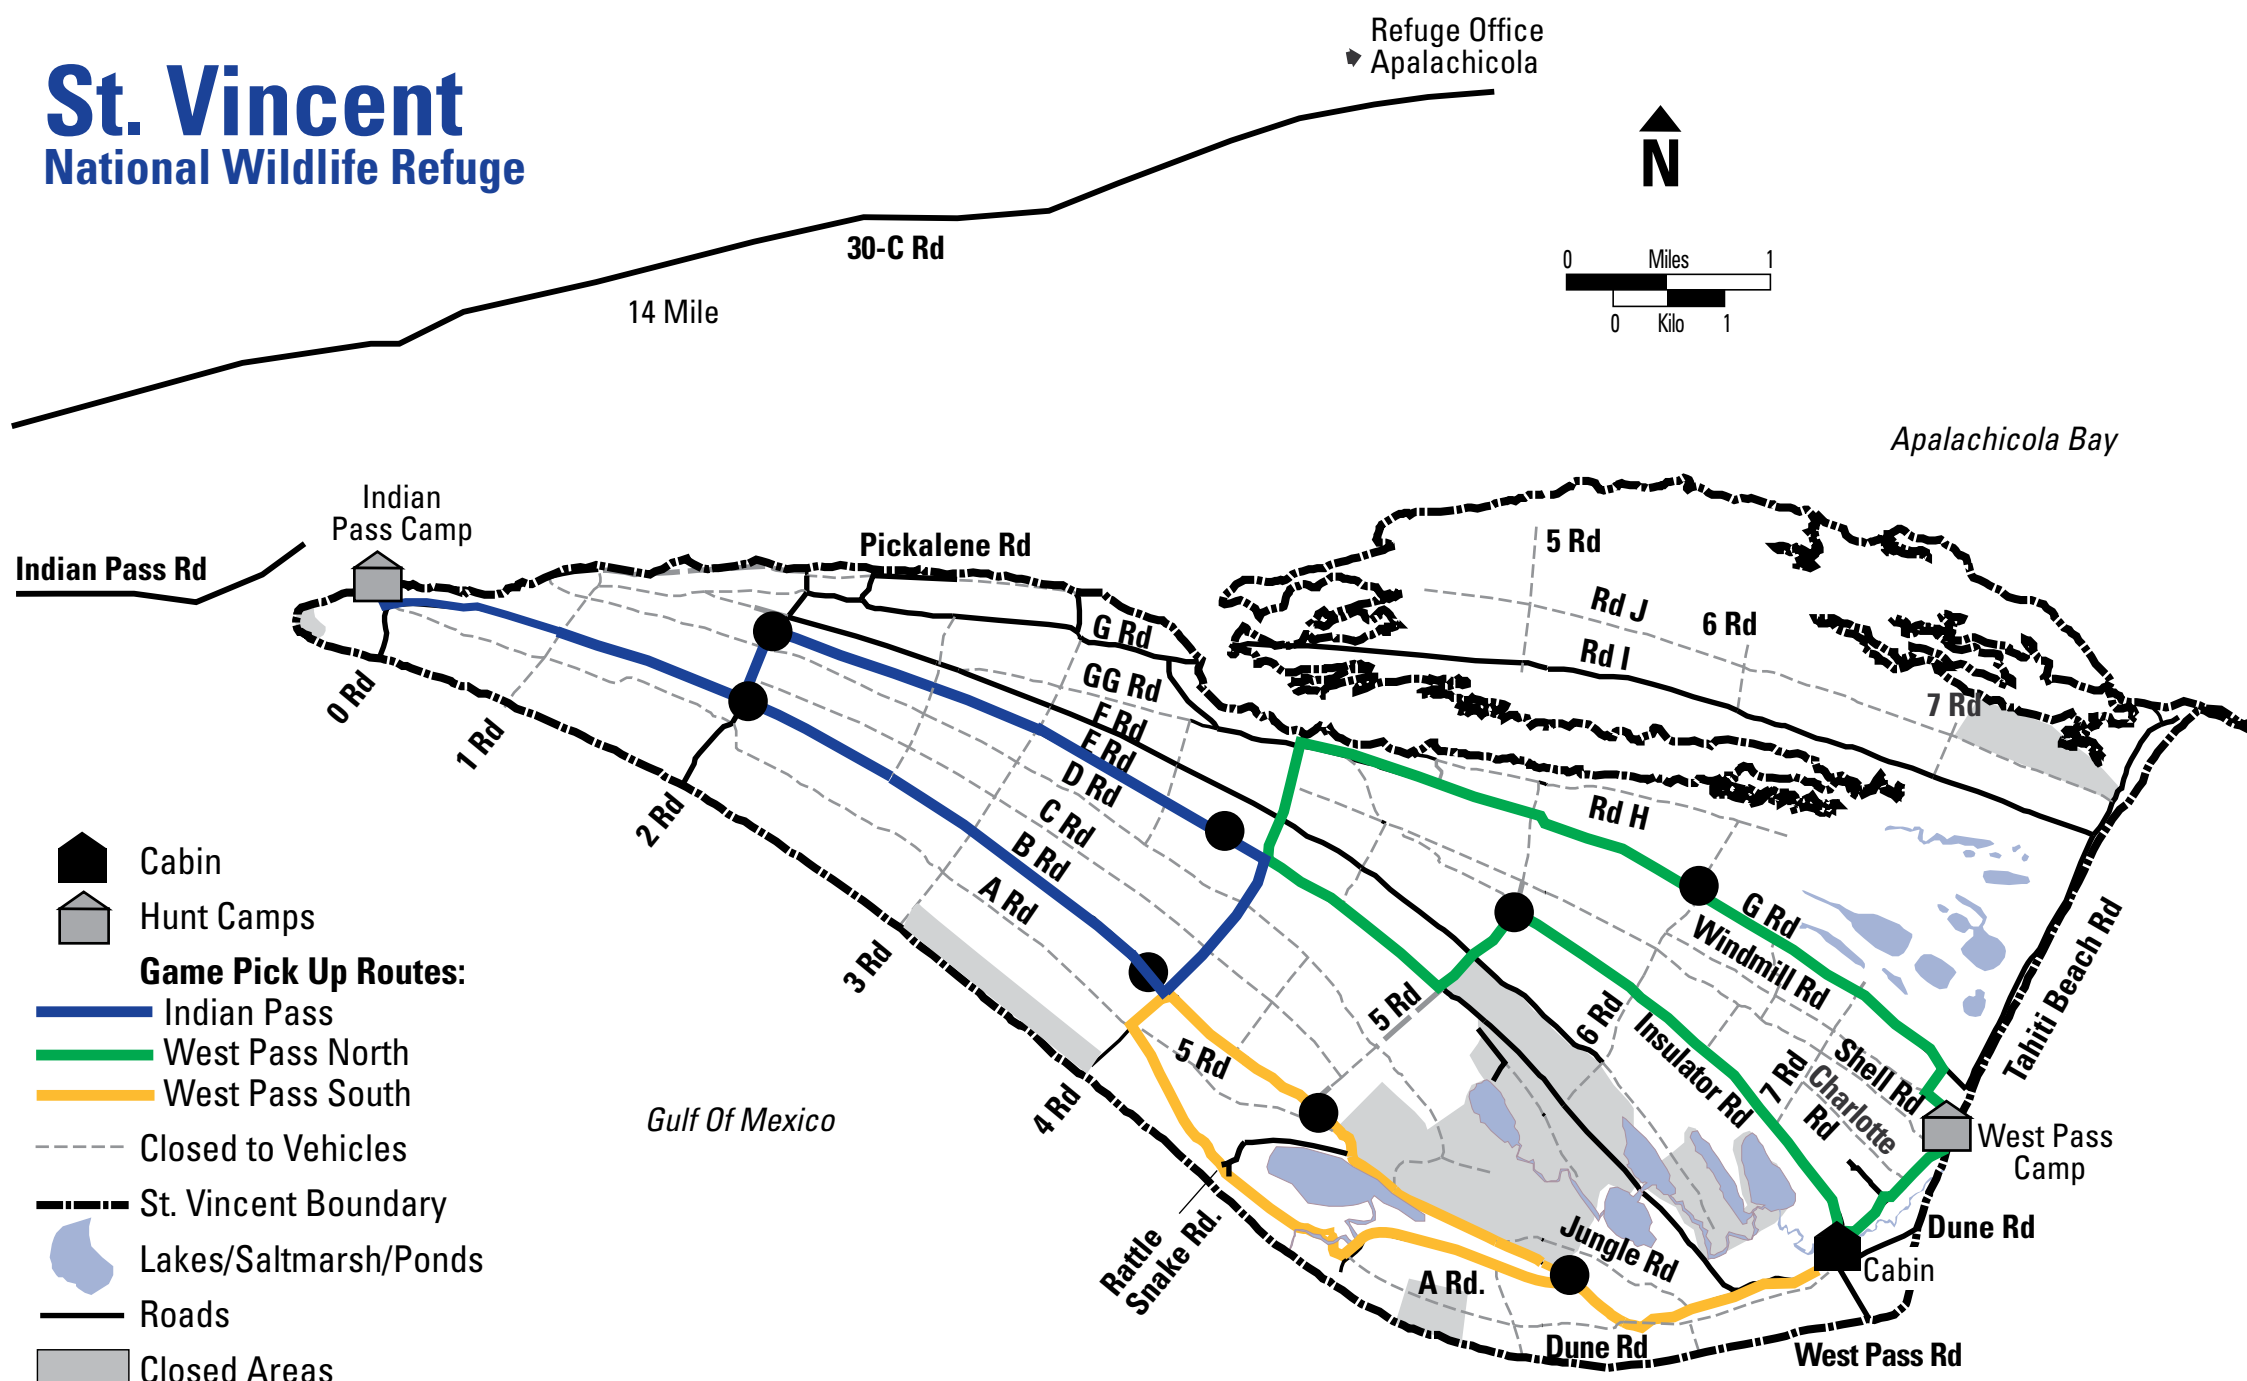 St. Vincent
National Wildlife Refuge
Refuge Office
Apalachicola
N
0 Miles 1
0 Kilo 1
30-C Rd
14 Mile
Apalachicola Bay
Indian
Pass Camp
Indian Pass Rd
Pickalene Rd
5 Rd
Rd J
6 Rd
Rd I
7 Rd
G Rd
GG Rd
F Rd
E Rd
D Rd
C Rd
B Rd
A Rd
0 Rd
1 Rd
2 Rd
3 Rd
4 Rd
Rd H
G Rd
Windmill Rd
Tahiti Beach Rd
5 Rd
5 Rd
6 Rd
Insulator Rd
7 Rd
Shell Rd
Charlotte
Rd
West Pass
Camp
Dune Rd
Cabin
Jungle Rd
A Rd.
Dune Rd
West Pass Rd
Rattle
Snake Rd.
Gulf Of Mexico
Cabin
Hunt Camps
Game Pick Up Routes:
Indian Pass
West Pass North
West Pass South
Closed to Vehicles
St. Vincent Boundary
Lakes/Saltmarsh/Ponds
Roads
Closed Areas